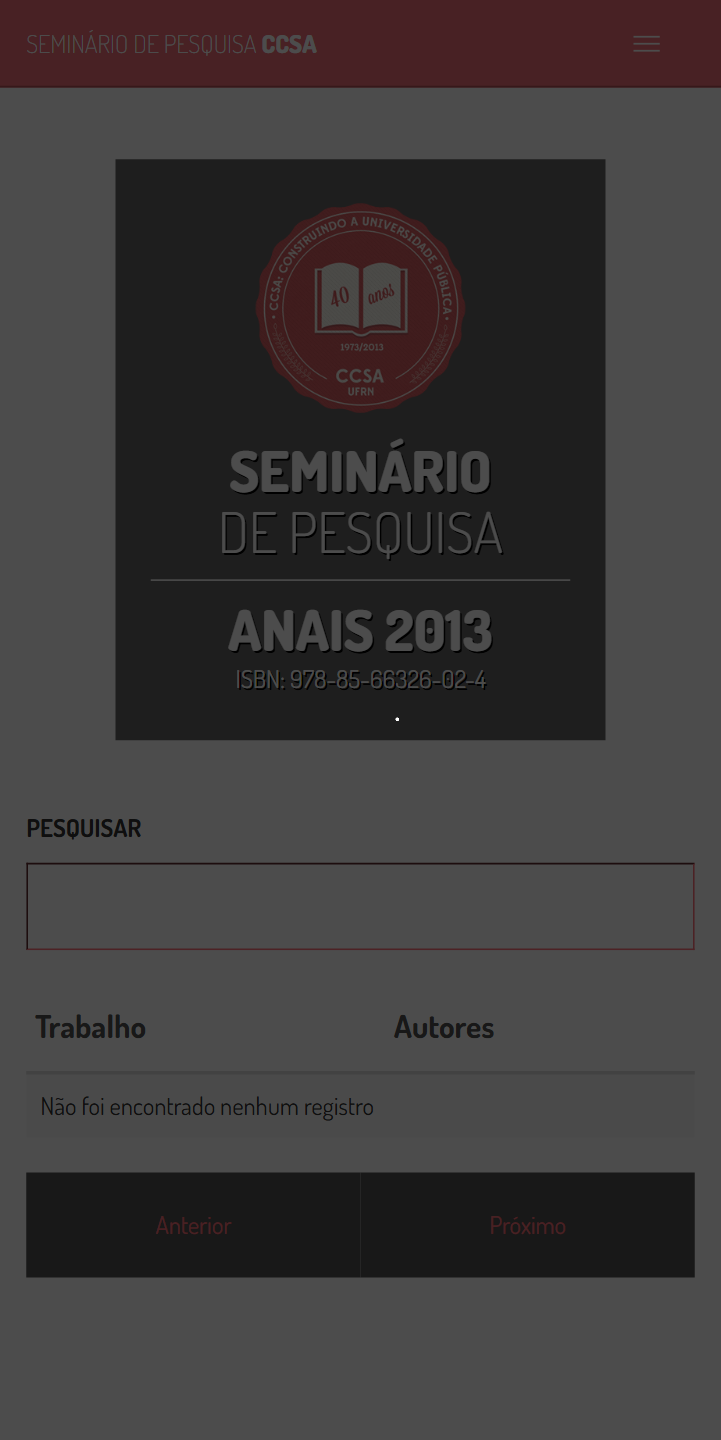 SEMINÁRIO DE PESQUISA CCSA
• CCSA: CONSTRUINDO A UNIVERSIDADE PÚBLICA •
40 anos
1973/2013
CCSA
UFRN
SEMINÁRIO
DE PESQUISA
ANAIS 2013
ISBN: 978-85-66326-02-4
PESQUISAR
Trabalho Autores
Não foi encontrado nenhum registro
Anterior Próximo